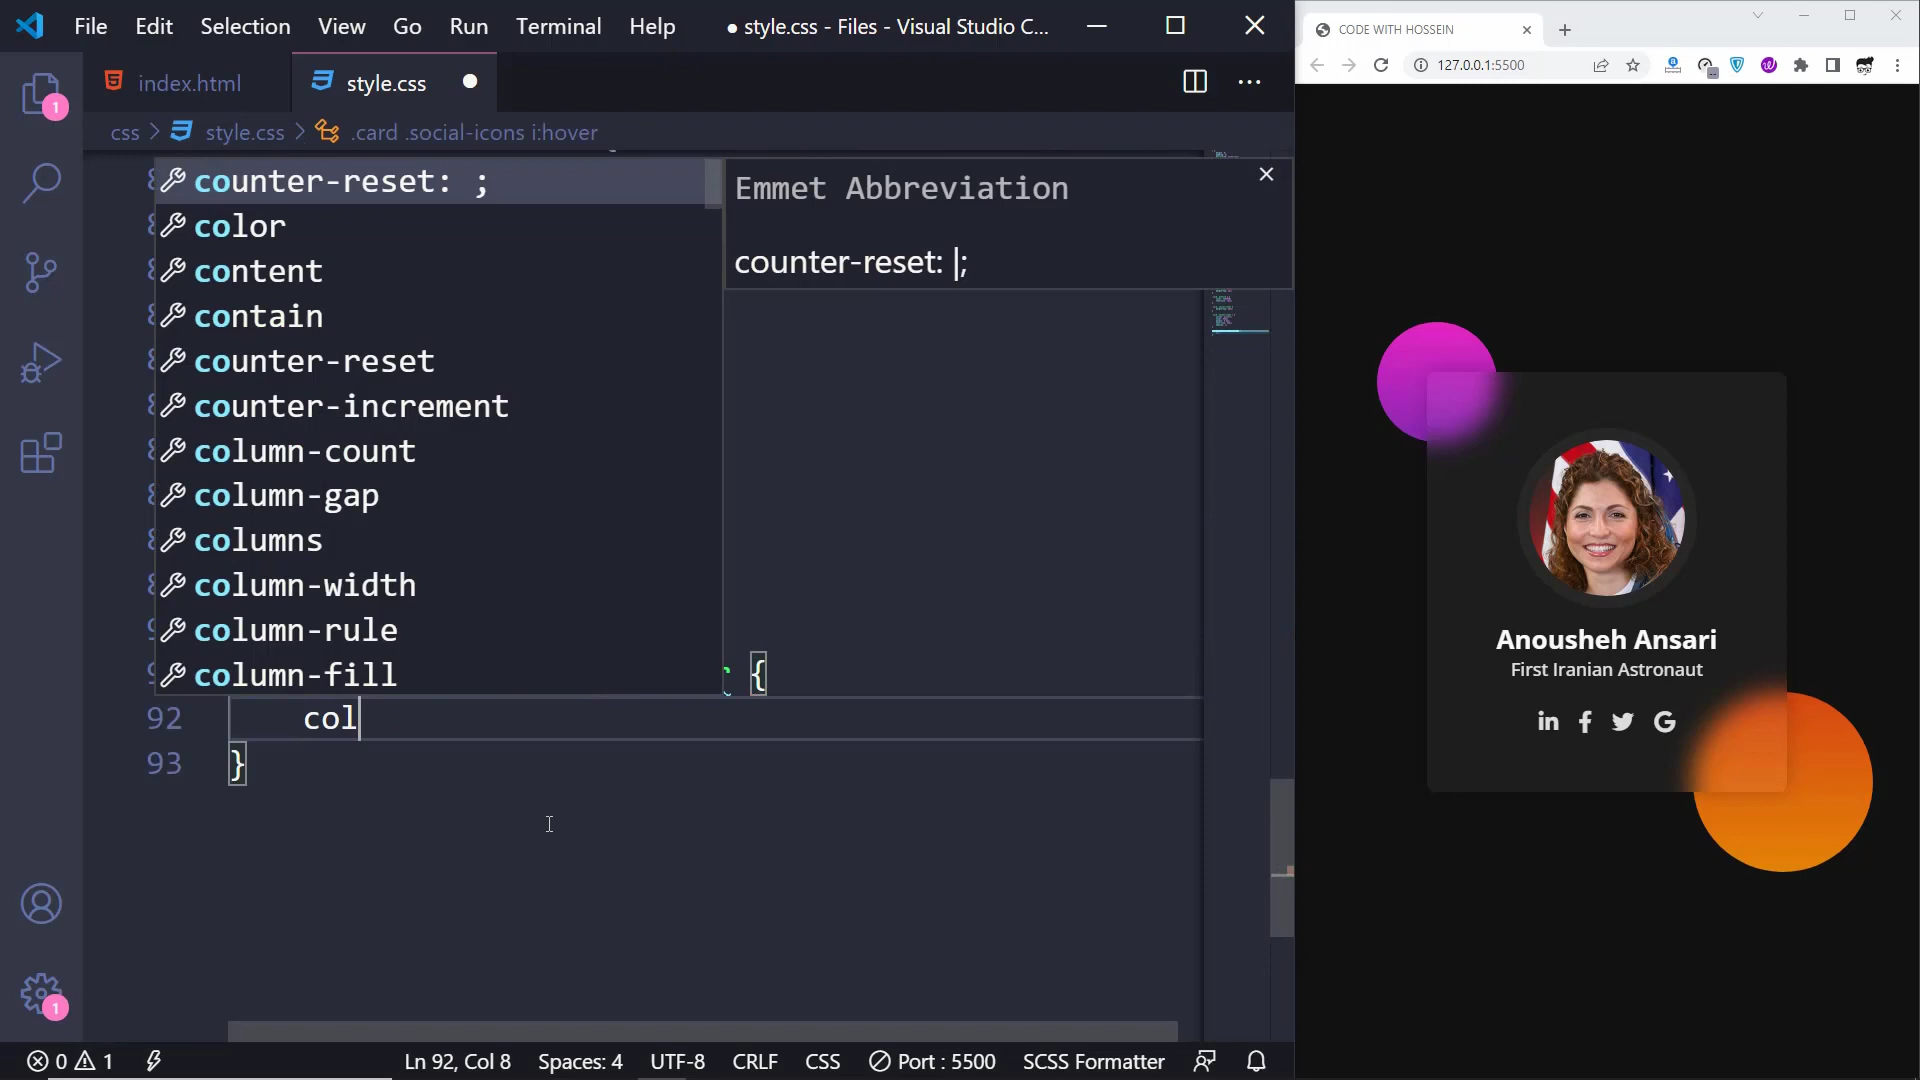 File Edit Selection View Go Run Terminal Help ● style.css - Files - Visual Studio C...
index.html style.css
css > style.css > .card .social-icons i:hover
counter-reset: ;
color
content
contain
counter-reset
counter-increment
column-count
column-gap
columns
column-width
column-rule
column-fill
Emmet Abbreviation
counter-reset: |;
{
92 col
93 }
1
1
0 1 Ln 92, Col 8 Spaces: 4 UTF-8 CRLF CSS Port : 5500 SCSS Formatter
CODE WITH HOSSEIN
127.0.0.1:5500
Anousheh Ansari
First Iranian Astronaut